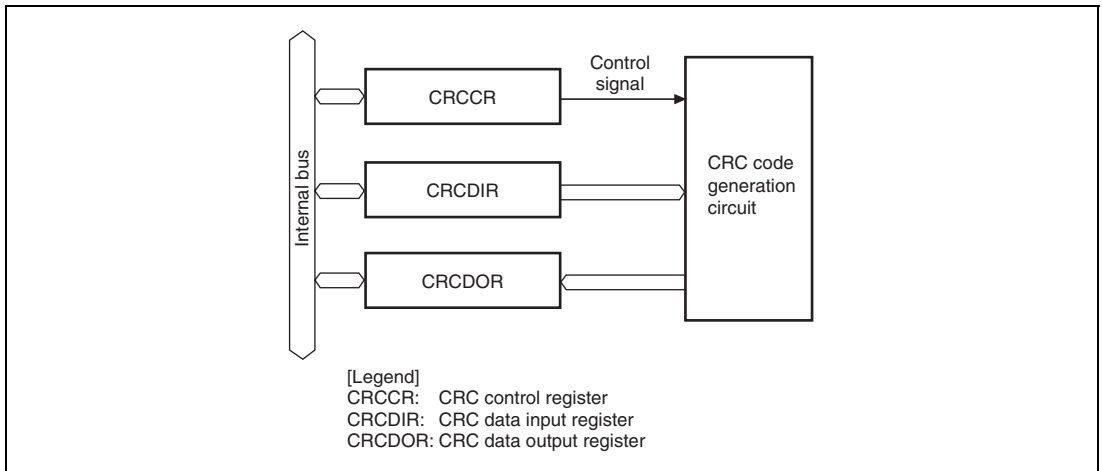 Internal bus
CRCCR
Control
signal
CRCDIR
CRCDOR
CRC code
generation
circuit
[Legend]
CRCCR: CRC control register
CRCDIR: CRC data input register
CRCDOR: CRC data output register